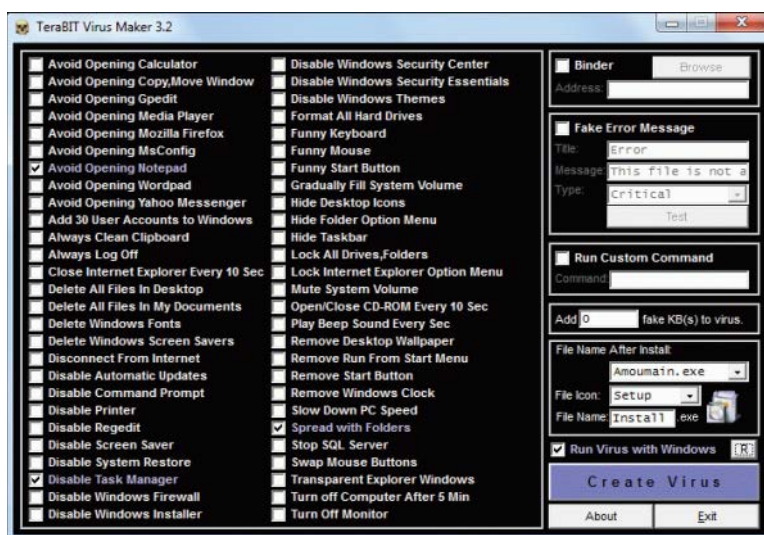 TeraBIT Virus Maker 3.2
Avoid Opening Calculator
Avoid Opening Copy,Move Window
Avoid Opening Gpedit
Avoid Opening Media Player
Avoid Opening Mozilla Firefox
Avoid Opening MsConfig
Avoid Opening Notepad
Avoid Opening Wordpad
Avoid Opening Yahoo Messenger
Add 30 User Accounts to Windows
Always Clean Clipboard
Always Log Off
Close Internet Explorer Every 10 Sec
Delete All Files In Desktop
Delete All Files In My Documents
Delete Windows Fonts
Delete Windows Screen Savers
Disconnect From Internet
Disable Automatic Updates
Disable Command Prompt
Disable Printer
Disable Regedit
Disable Screen Saver
Disable System Restore
Disable Task Manager
Disable Windows Firewall
Disable Windows Installer
Disable Windows Security Center
Disable Windows Security Essentials
Disable Windows Themes
Format All Hard Drives
Funny Keyboard
Funny Mouse
Funny Start Button
Gradually Fill System Volume
Hide Desktop Icons
Hide Folder Option Menu
Hide Taskbar
Lock All Drives,Folders
Lock Internet Explorer Option Menu
Mute System Volume
Open/Close CD-ROM Every 10 Sec
Play Beep Sound Every Sec
Remove Desktop Wallpaper
Remove Run From Start Menu
Remove Start Button
Remove Windows Clock
Slow Down PC Speed
Spread with Folders
Stop SQL Server
Swap Mouse Buttons
Transparent Explorer Windows
Turn off Computer After 5 Min
Turn Off Monitor
Binder Browse
Address:
Fake Error Message
Title: Error
Message: This file is not a
Type: Critical
Test
Run Custom Command
Command:
Add 0 fake KB(s) to virus.
File Name After Install:
Amoumain.exe
File Icon: Setup
File Name: Install .exe
Run Virus with Windows R
Create Virus
About Exit